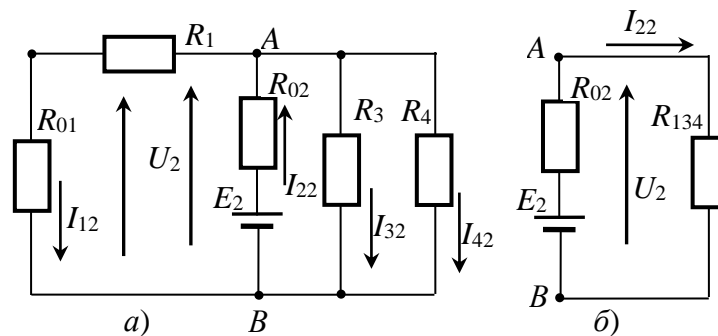 R1 A
R02
R01
R3 R4
U2
I22
E2
I12
I32 I42
а) B
I22
A
R02
R134
E2 U2
B
б)